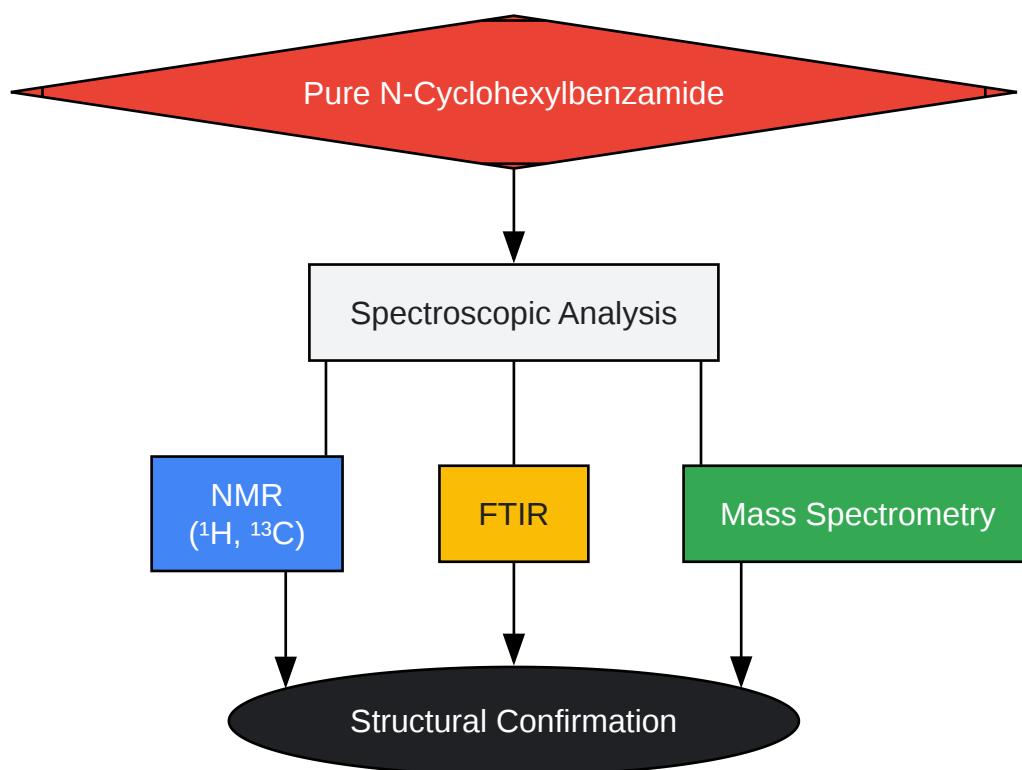 Pure N-Cyclohexylbenzamide
Spectroscopic Analysis
NMR
(¹H, ¹³C)
FTIR
Mass Spectrometry
Structural Confirmation